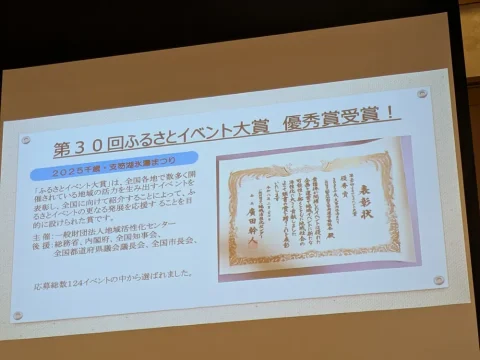 第30回ふるさとイベント大賞 優秀賞受賞！
2025千歳・支笏湖氷濤まつり
「ふるさとイベント大賞」は、全国各地で数多く開
催されている地域の活力を生み出すイベントを
表彰し、全国に向けて紹介することによって、ふ
るさとイベントの更なる発展を応援することを目
的に設けられた賞です。
主催：一般財団法人地域活性化センター
後援：総務省、内閣府、全国知事会、
全国都道府県議会議長会、全国市長会、
応募総数124イベントの中から選ばれました。
表彰状
優秀賞